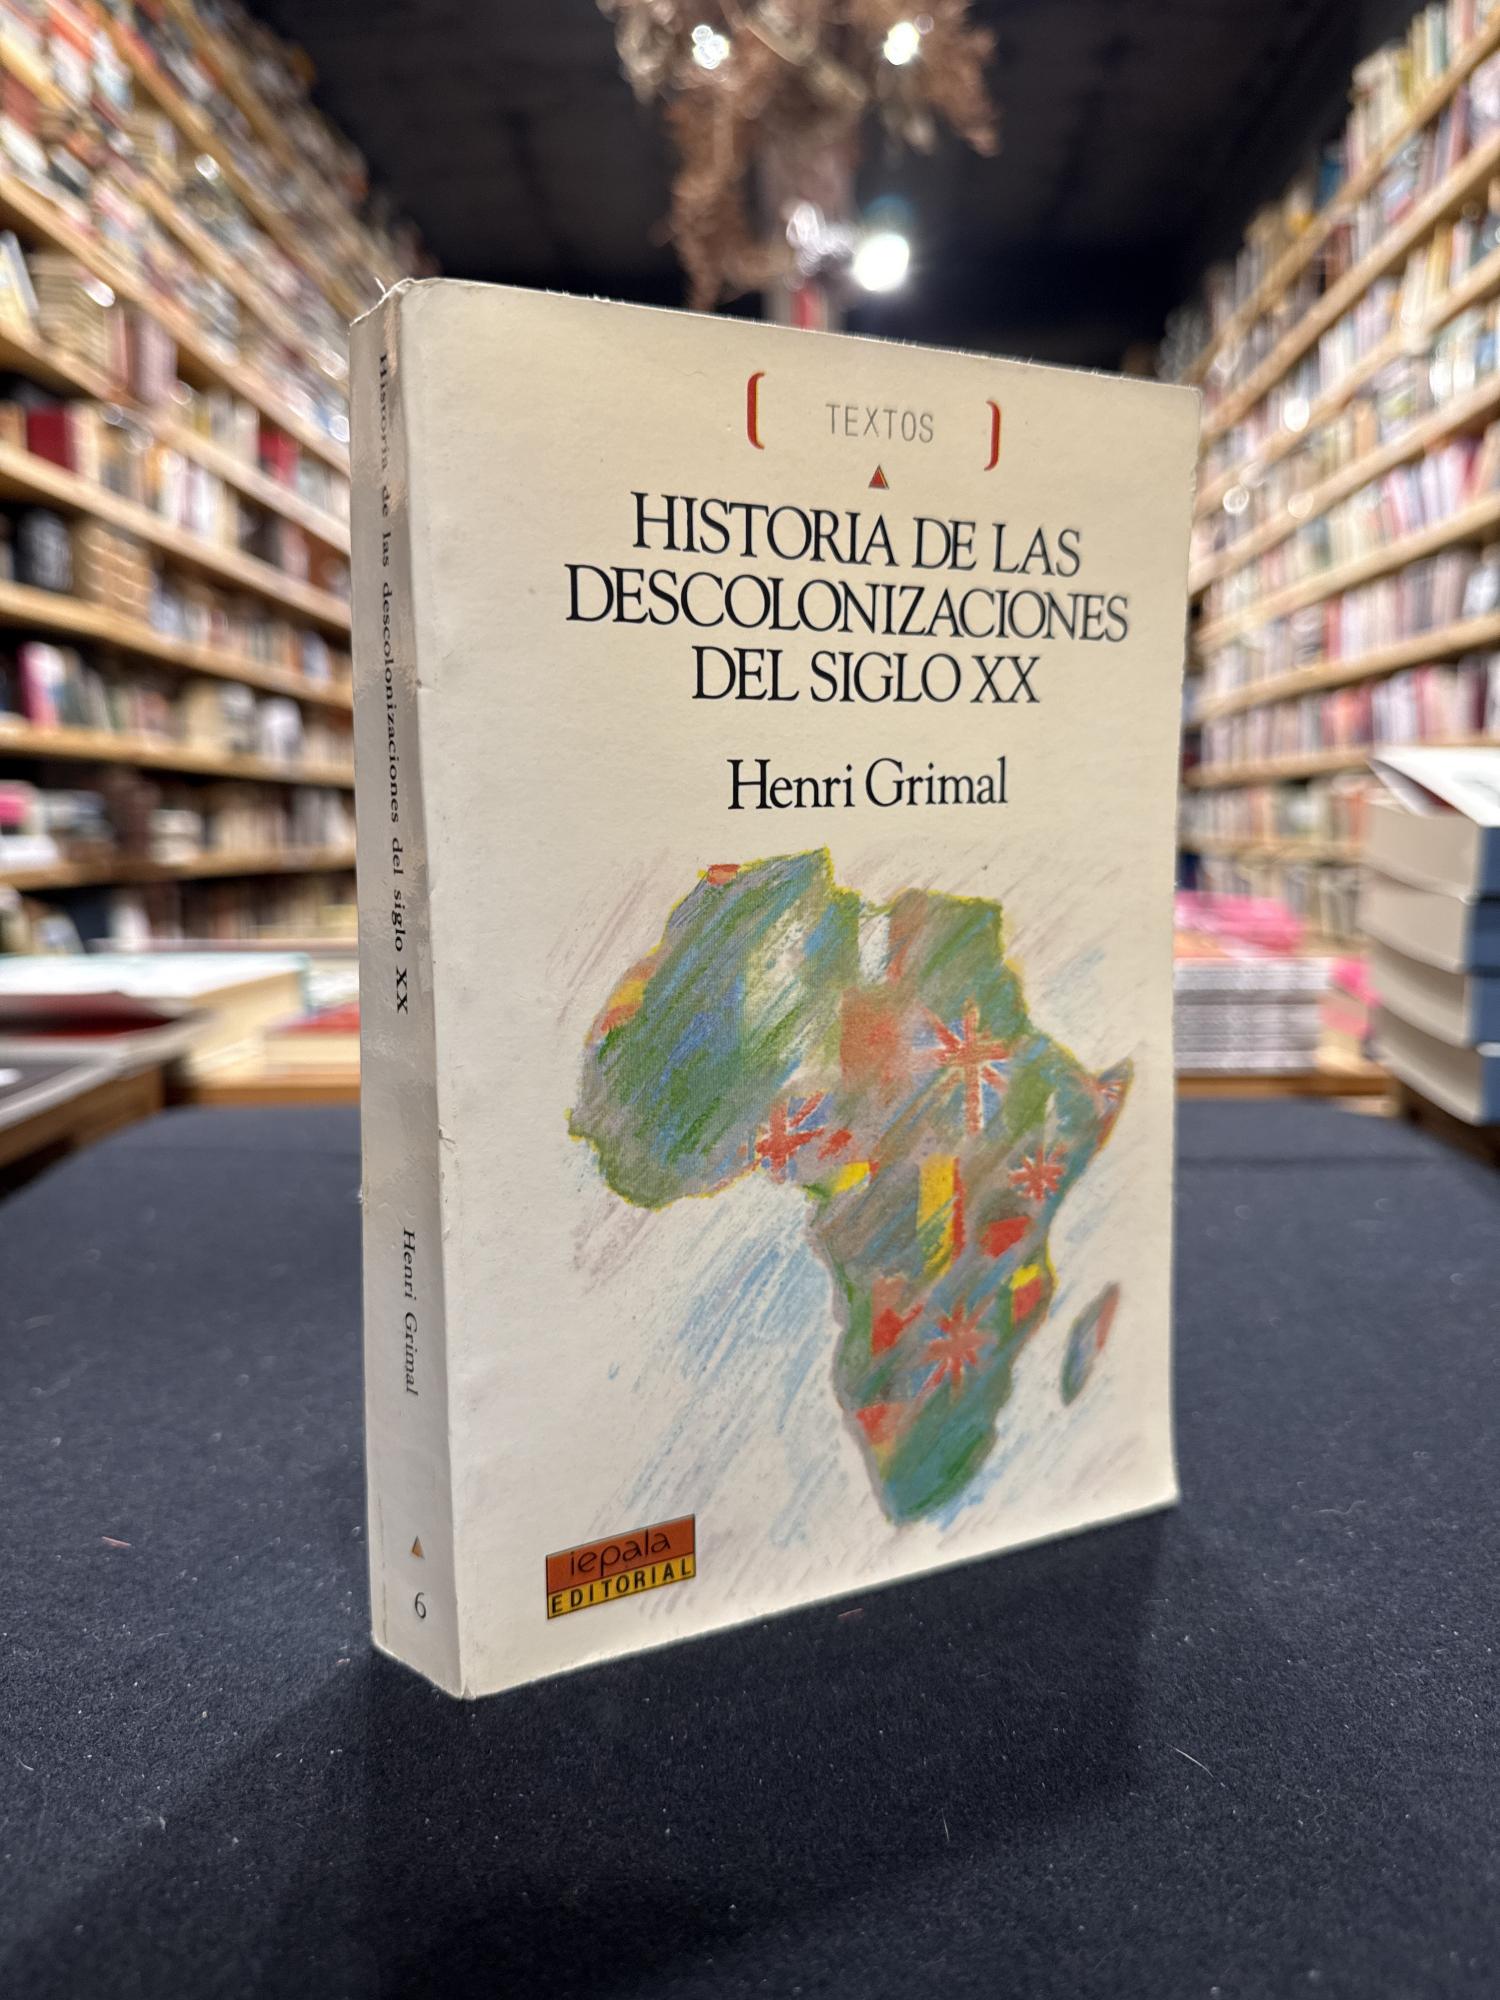 [ TEXTOS ]
HISTORIA DE LAS
DESCOLONIZACIONES
DEL SIGLO XX
Henri Grimal
iepala
EDITORIAL
Historia de las descolonizaciones del siglo XX
Henri Grimal
6